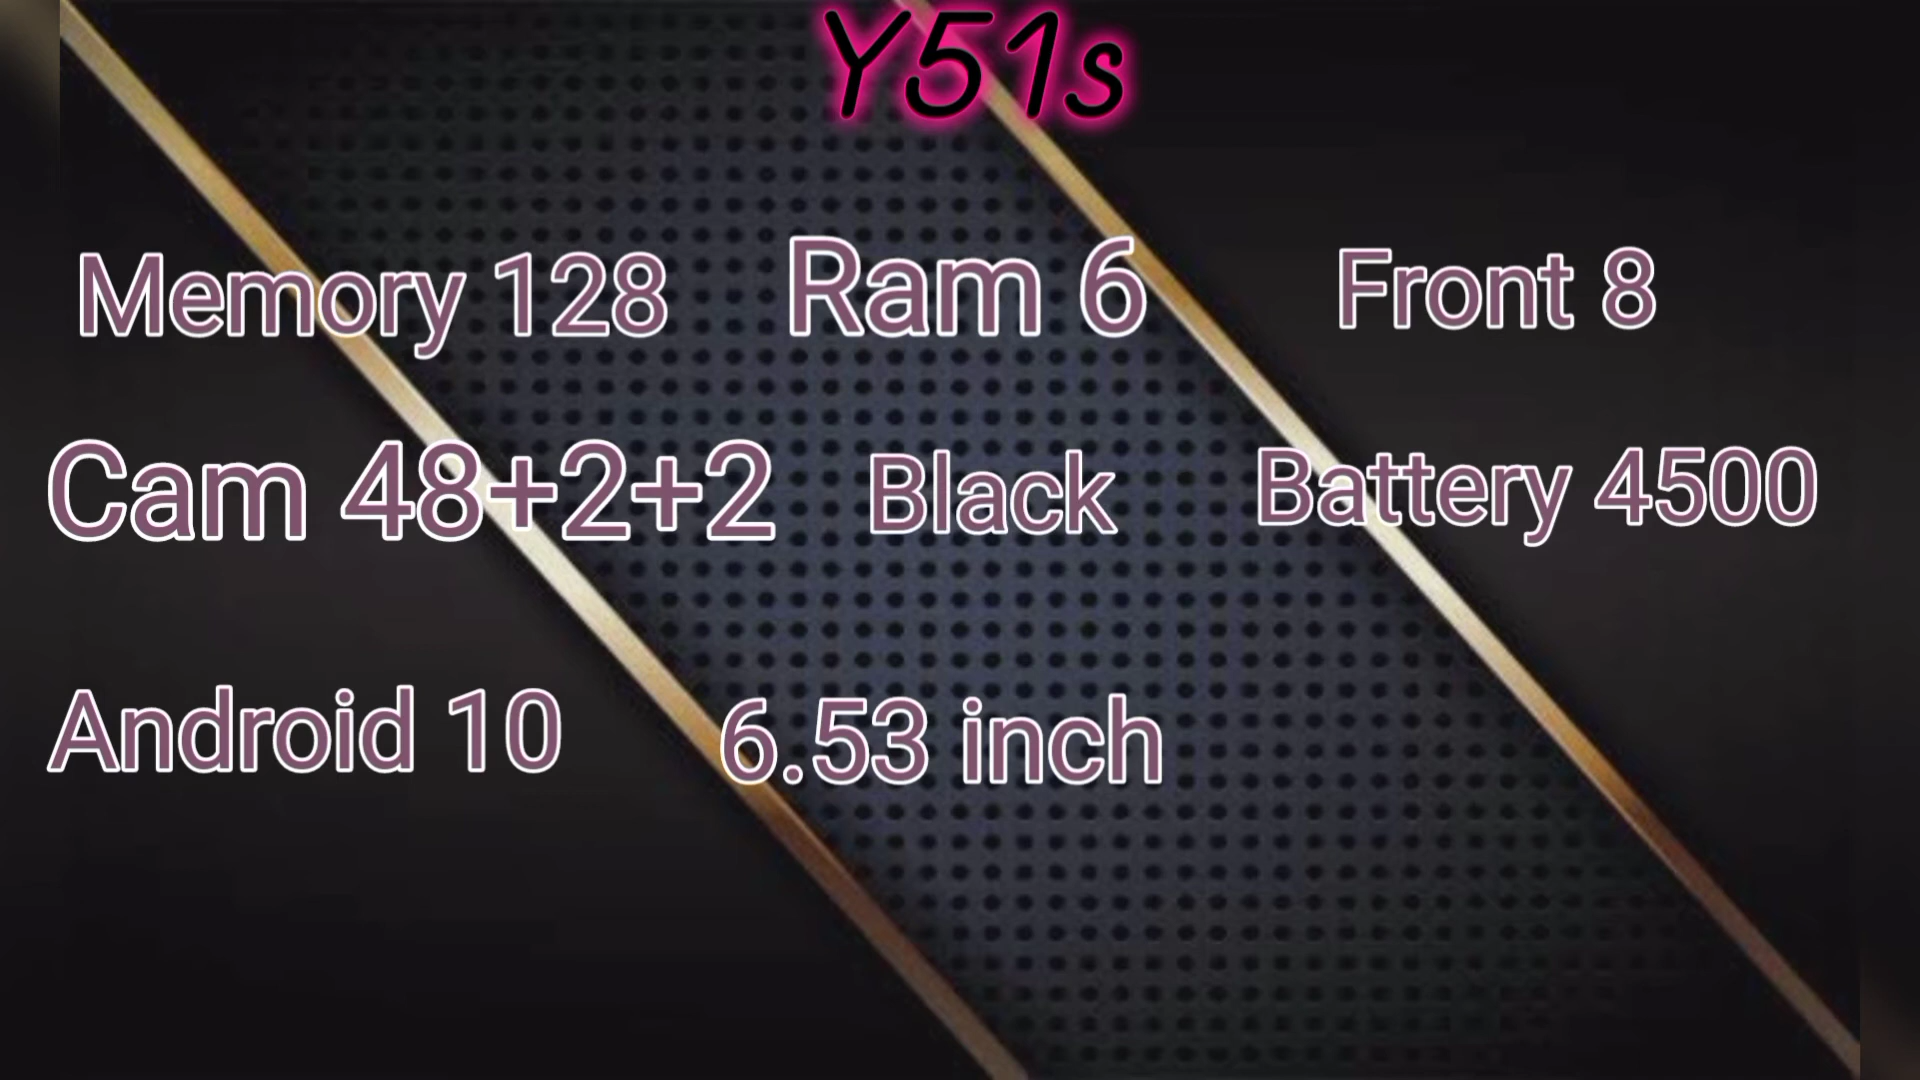 Y51s
Memory 128
Ram 6
Front 8
Cam 48+2+2
Black
Battery 4500
Android 10
6.53 inch